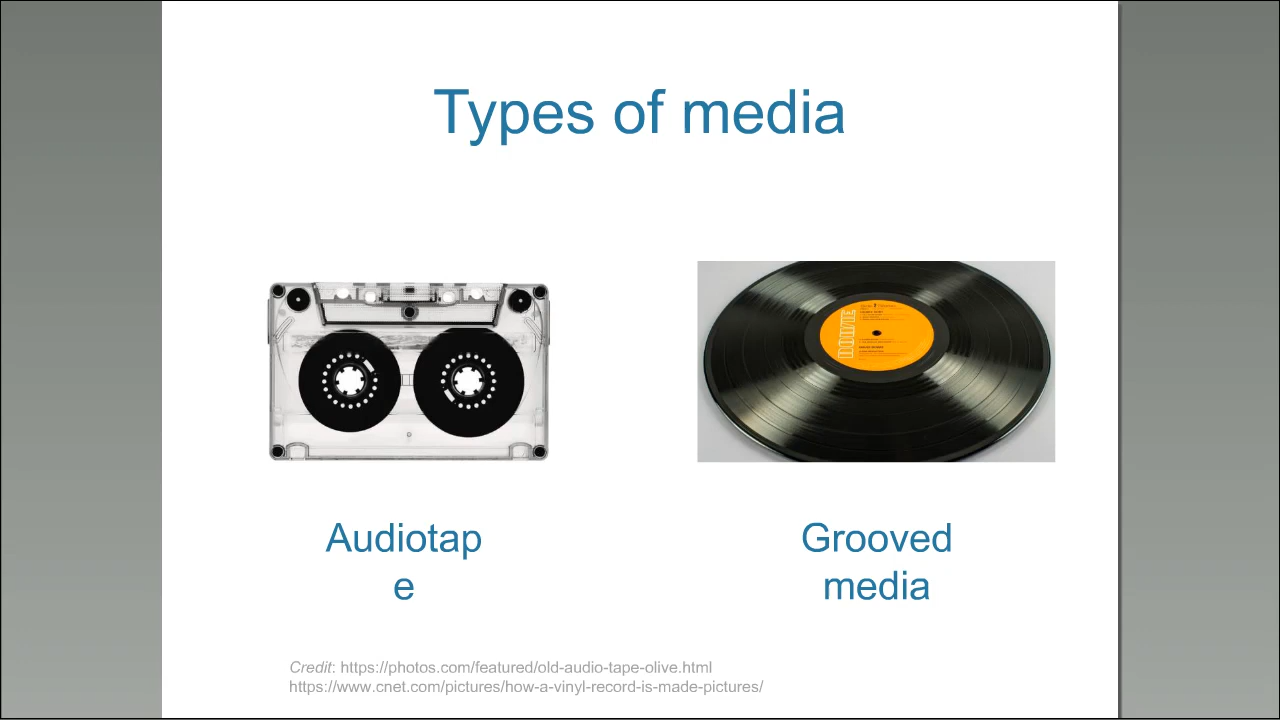 Types of media
Audiotap
e
Grooved
media
Credit: https://photos.com/featured/old-audio-tape-olive.html
https://www.cnet.com/pictures/how-a-vinyl-record-is-made-pictures/